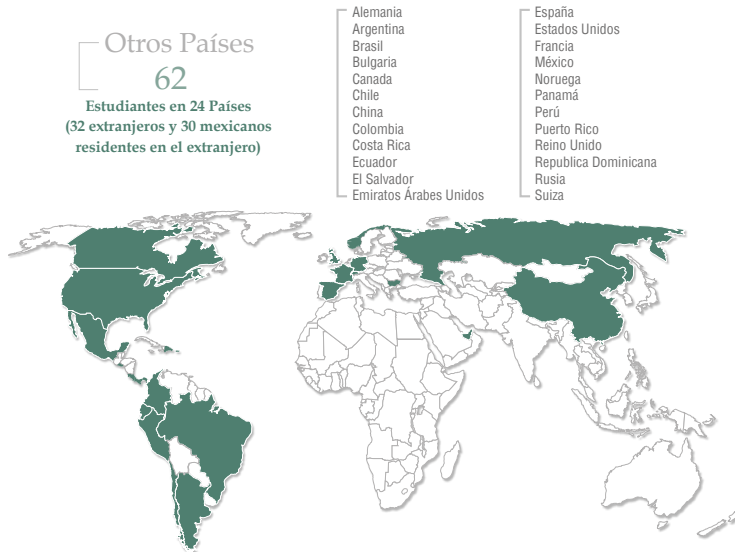 Otros Países
62
Estudiantes en 24 Países
(32 extranjeros y 30 mexicanos
residentes en el extranjero)
Alemania
Argentina
Brasil
Bulgaria
Canada
Chile
China
Colombia
Costa Rica
Ecuador
El Salvador
Emiratos Árabes Unidos
España
Estados Unidos
Francia
México
Noruega
Panamá
Perú
Puerto Rico
Reino Unido
Republica Dominicana
Rusia
Suiza